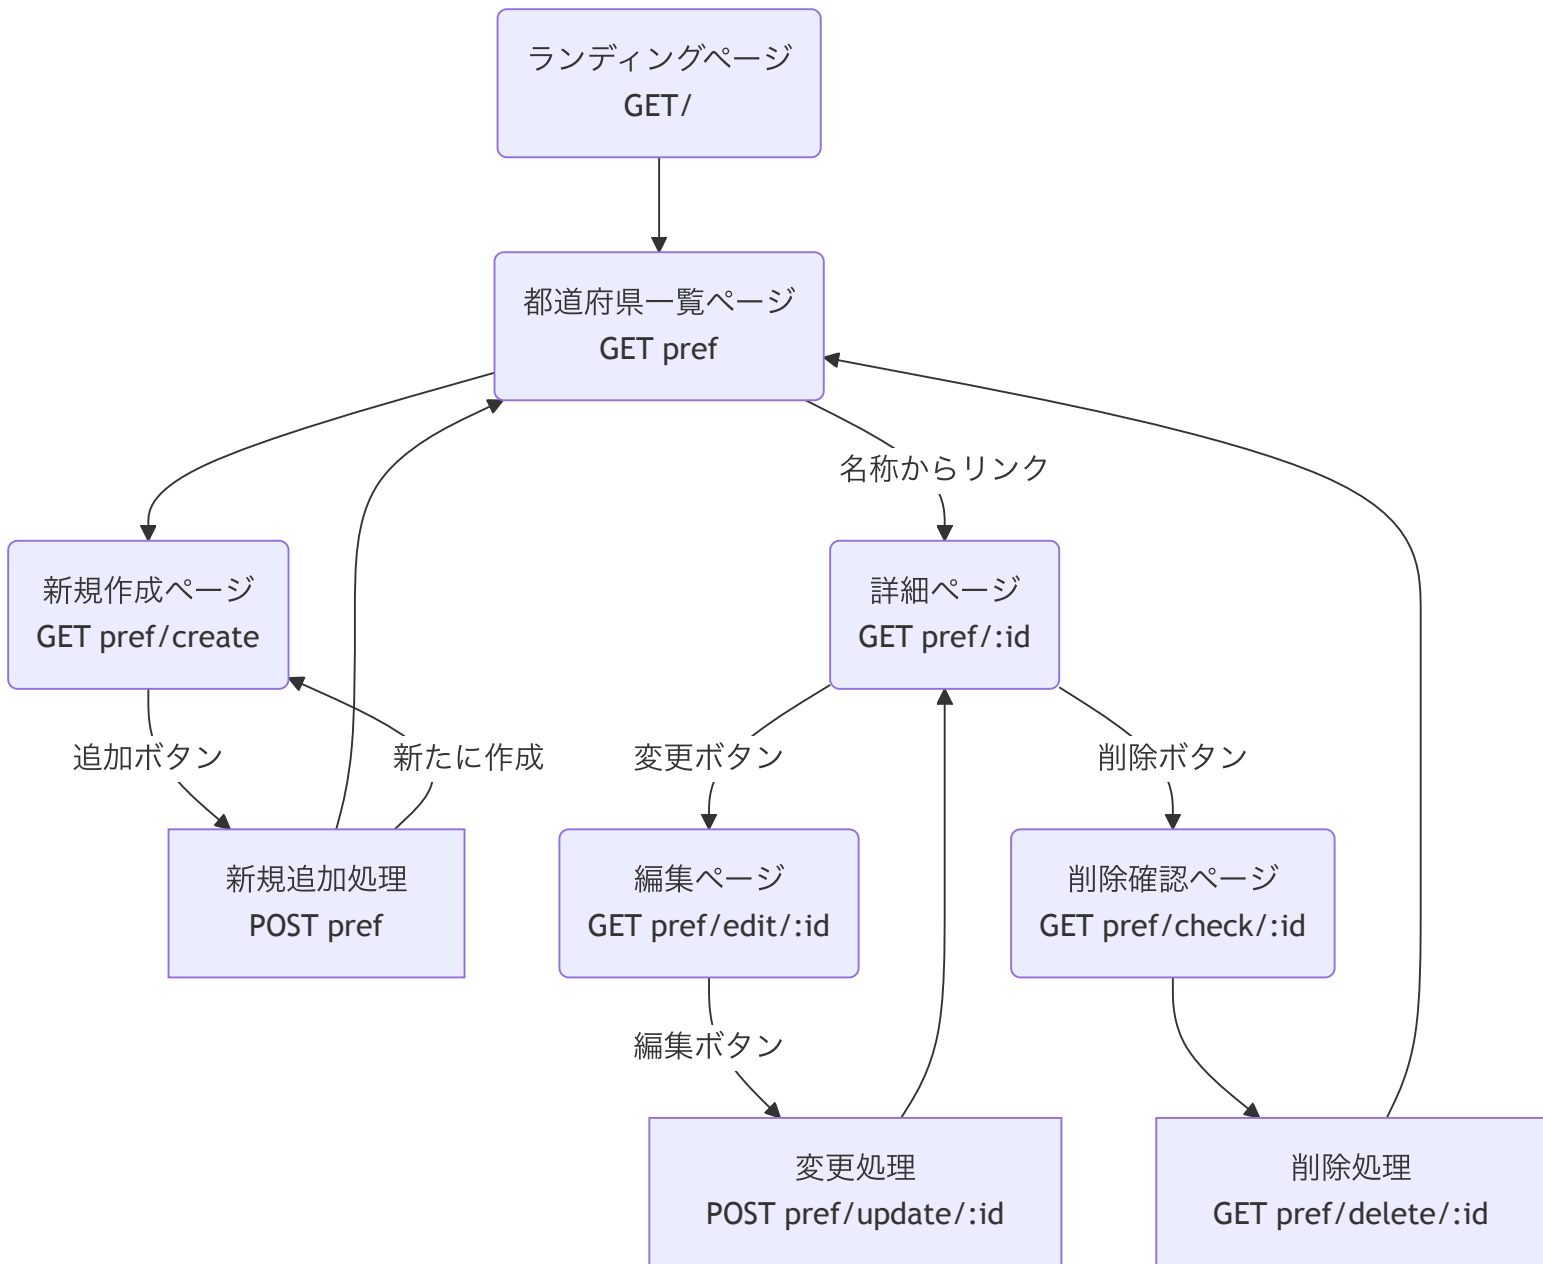 ランディングページ
GET/
都道府県一覧ページ
GET pref
名称からリンク
新規作成ページ
GET pref/create
詳細ページ
GET pref/:id
追加ボタン
新たに作成
変更ボタン
削除ボタン
新規追加処理
POST pref
編集ページ
GET pref/edit/:id
削除確認ページ
GET pref/check/:id
編集ボタン
変更処理
POST pref/update/:id
削除処理
GET pref/delete/:id